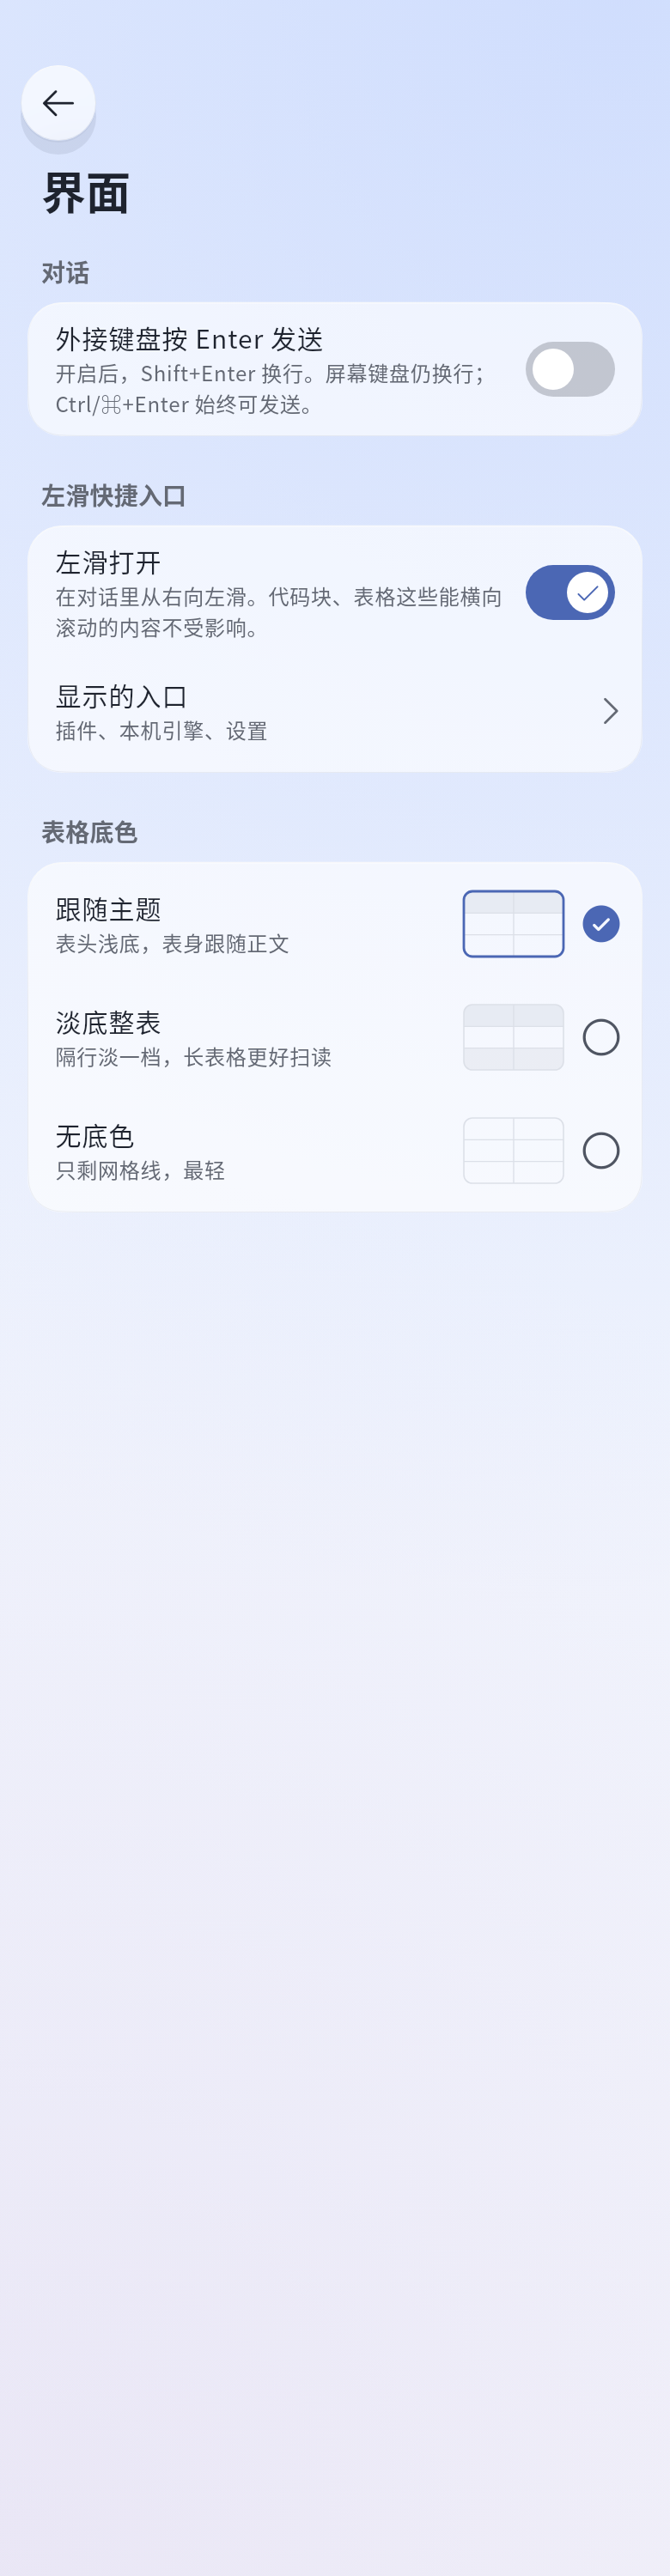 界面
对话
外接键盘按 Enter 发送
开启后，Shift+Enter 换行。屏幕键盘仍换行；
Ctrl/⌘+Enter 始终可发送。
左滑快捷入口
左滑打开
在对话里从右向左滑。代码块、表格这些能横向
滚动的内容不受影响。
显示的入口
插件、本机引擎、设置
表格底色
跟随主题
表头浅底，表身跟随正文
淡底整表
隔行淡一档，长表格更好扫读
无底色
只剩网格线，最轻